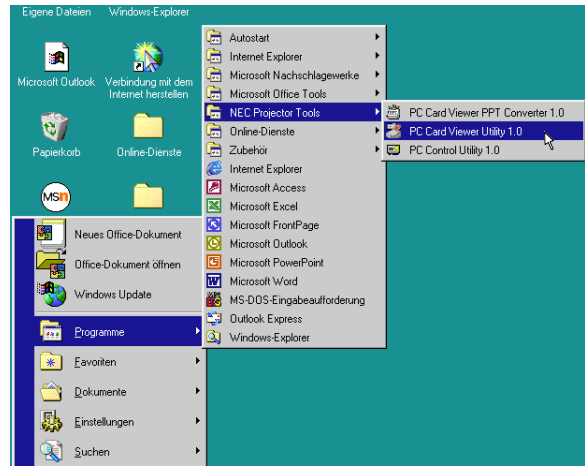 Eigene Dateien
Windows-Explorer
Microsoft Outlook
Verbindung mit dem
Internet herstellen
Papierkorb
Online-Dienste
msn
Neues Office-Dokument
Office-Dokument öffnen
Windows Update
Programme
Favoriten
Dokumente
Einstellungen
Suchen
Autostart
Internet Explorer
Microsoft Nachschlagewerke
Microsoft Office Tools
NEC Projector Tools
Online-Dienste
Zubehör
Internet Explorer
Microsoft Access
Microsoft Excel
Microsoft FrontPage
Microsoft Outlook
Microsoft PowerPoint
Microsoft Word
MS-DOS-Eingabeaufforderung
Outlook Express
Windows-Explorer
PC Card Viewer PPT Converter 1.0
PC Card Viewer Utility 1.0
PC Control Utility 1.0